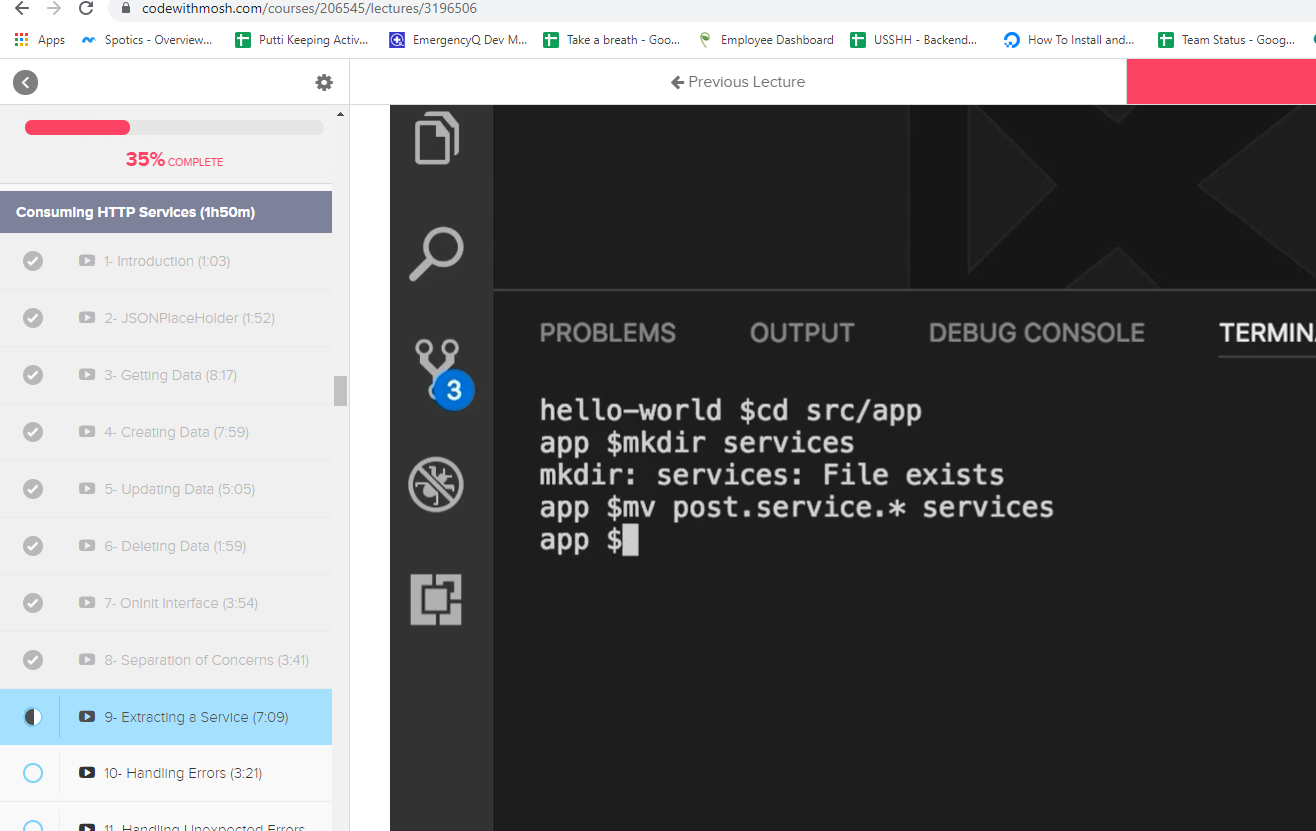 codewithmosh.com/courses/206545/lectures/3196506
Apps
Spotics - Overview...
Putti Keeping Activ...
EmergencyQ Dev M...
Take a breath - Goo...
Employee Dashboard
USSHH - Backend...
How To Install and...
Team Status - Goog...
Previous Lecture
35% COMPLETE
Consuming HTTP Services (1h50m)
1- Introduction (1:03)
2- JSONPlaceHolder (1:52)
3- Getting Data (8:17)
4- Creating Data (7:59)
5- Updating Data (5:05)
6- Deleting Data (1:59)
7- OnInit Interface (3:54)
8- Separation of Concerns (3:41)
9- Extracting a Service (7:09)
10- Handling Errors (3:21)
11- Handling Unexpected Errors
3
PROBLEMS
OUTPUT
DEBUG CONSOLE
TERMIN
hello-world $cd src/app
app $mkdir services
mkdir: services: File exists
app $mv post.service.* services
app $